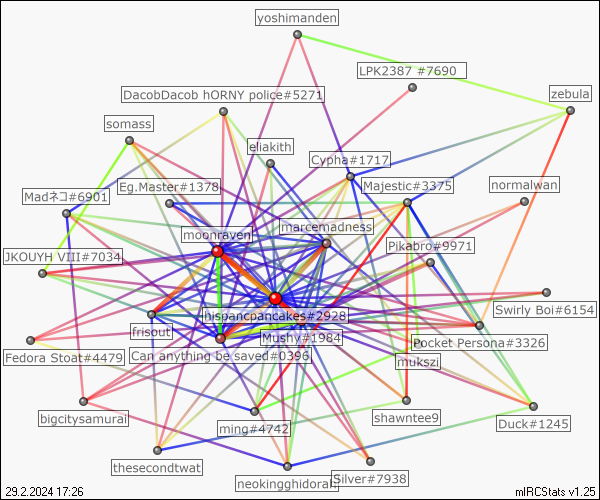 yoshimanden
LPK2387 #7690
zebula
DacobDacob hORNY police#5271
somass
eliakith
Cypha#1717
Eg.Master#1378
Majestic#3375
normalwan
Madネコ#6901
moonraven
marcemadness
Pikabro#9971
JKOUYH VIII#7034
Swirly Boi#6154
hispanicpancakes#2928
frisout
Mushy#1984
Pocket Persona#3326
Fedora Stoat#4479
Can anything be saved#0396
mukszi
bigcitysamurai
ming#4742
shawntee9
Duck#1245
thesecondtwat
neokingghidorah
Silver#7938
29.2.2024 17:26
mIRCStats v1.25